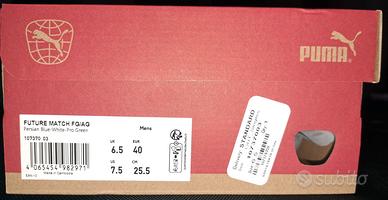 PUMA
FUTURE MATCH FG/AG
Persian Blue-White-Pro Green
107370 03
Mens
UK EUR
6.5 40
US CM
7.5 25.5
4 065454 982971
Made in Cambodia
Delivery: STANDARD
subito